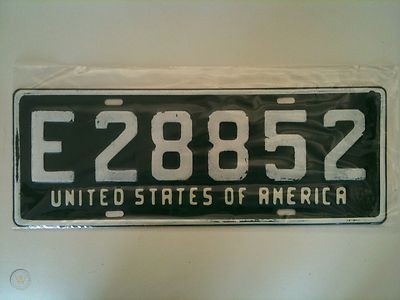 E28852
UNITED STATES OF AMERICA